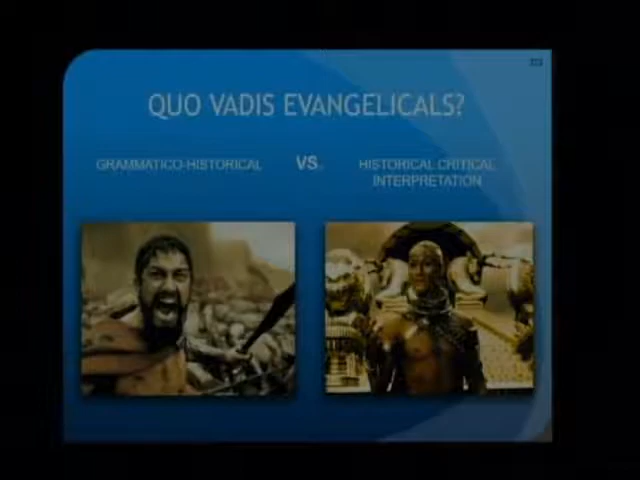 QUO VADIS EVANGELICALS?
GRAMMATICO-HISTORICAL VS. HISTORICAL CRITICAL
INTERPRETATION